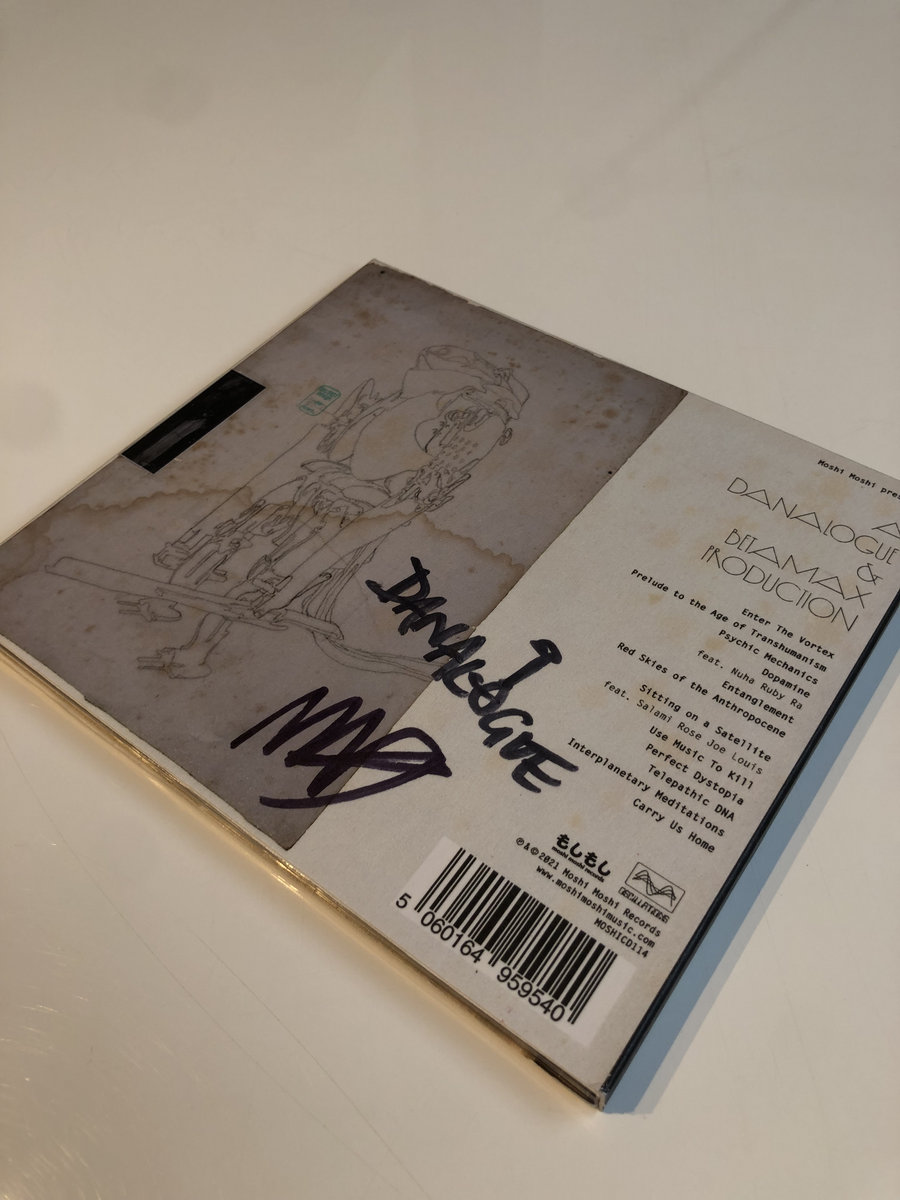 Moshi Moshi pres
A
DANALOGUE
&
BETAMAX
PRODUCTION
Enter The Vortex
Prelude to the Age of Transhumanism
Psychic Mechanics
Dopamine
feat. Nuha Ruby Ra
Entanglement
Red Skies of the Anthropocene
Sitting on a Satellite
feat. Salami Rose Joe Louis
Use Music To Kill
Perfect Dystopia
Telepathic DNA
Interplanetary Meditations
Carry Us Home
DANALOGUE
もしもし
moshi moshi records
OSCILLATIONS
℗&©2021 Moshi Moshi Records
www.moshimoshimusic.com
MOSHICD114
5 060164 959540